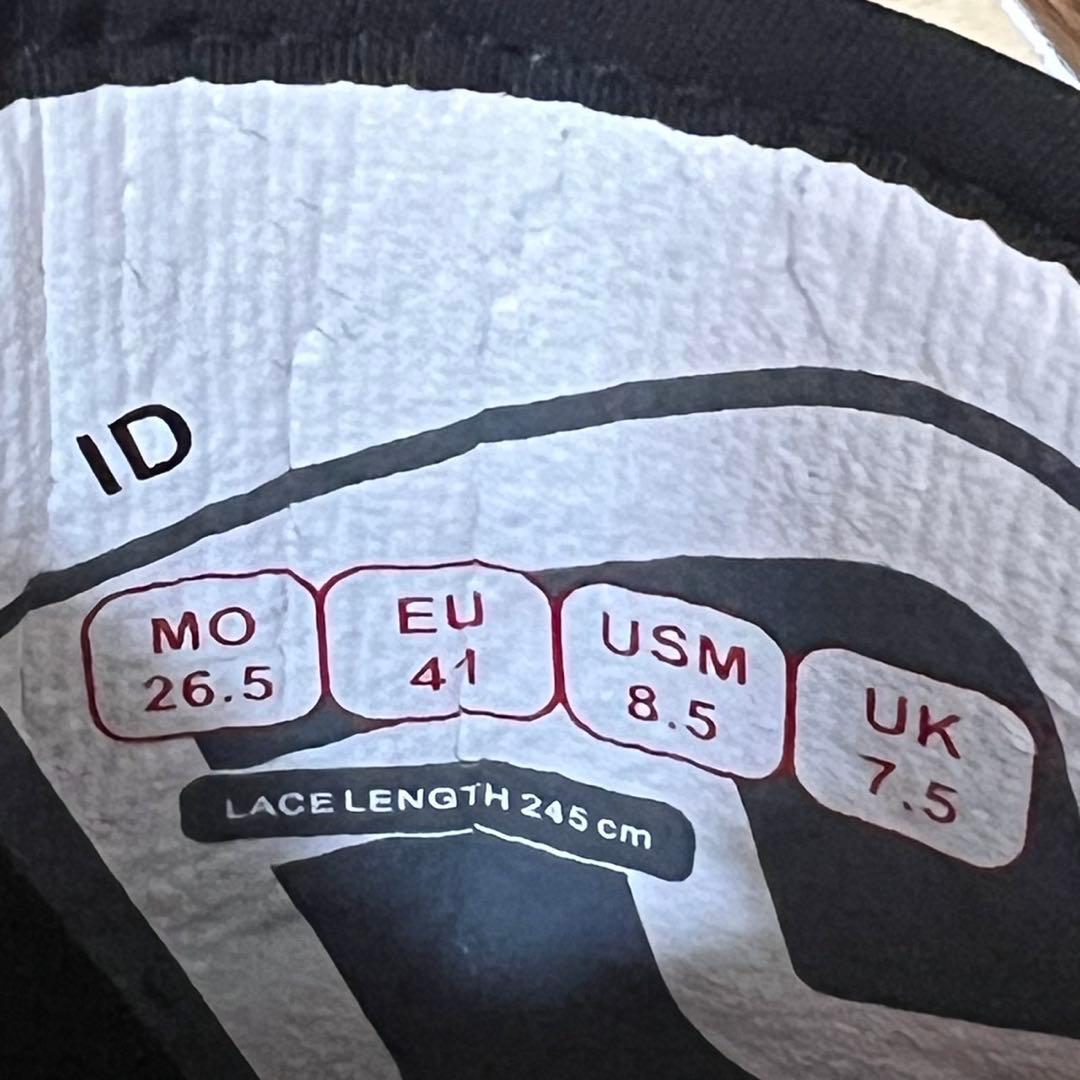 ID
MO
26.5
EU
41
USM
8.5
UK
7.5
LACE LENGTH 245 cm